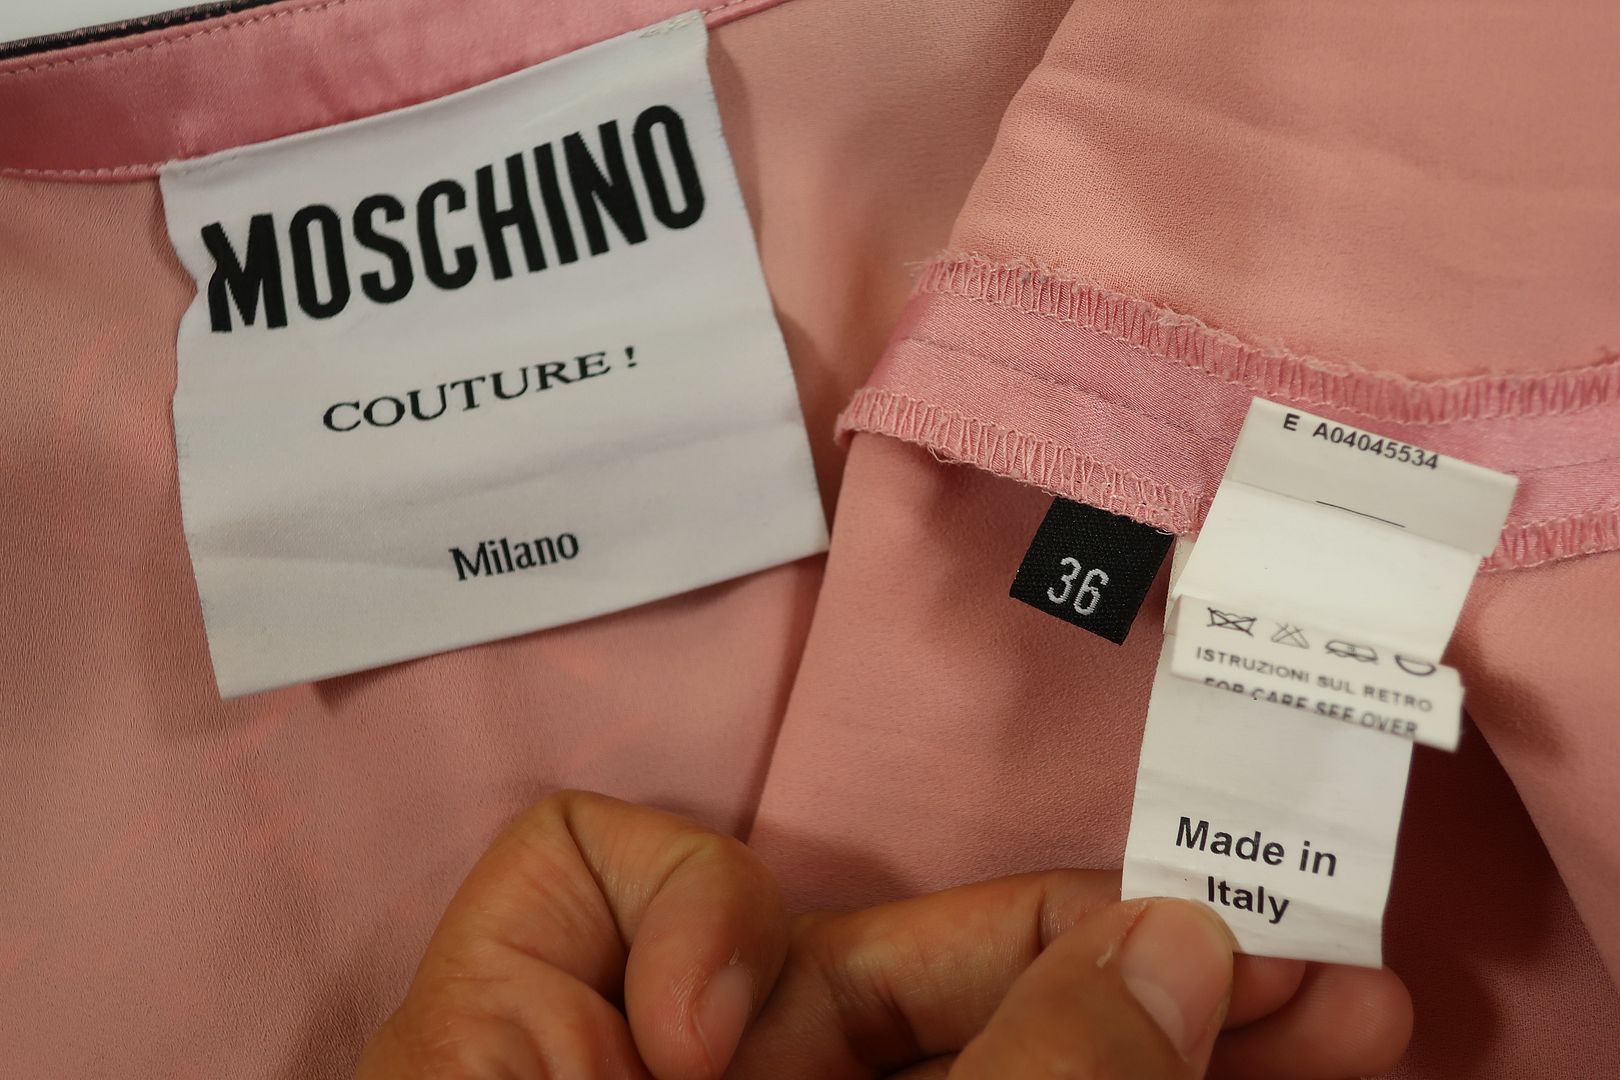 MOSCHINO
COUTURE !
Milano
E A04045534
36
ISTRUZIONI SUL RETRO
FOR CARE SEE OVER
Made in
Italy